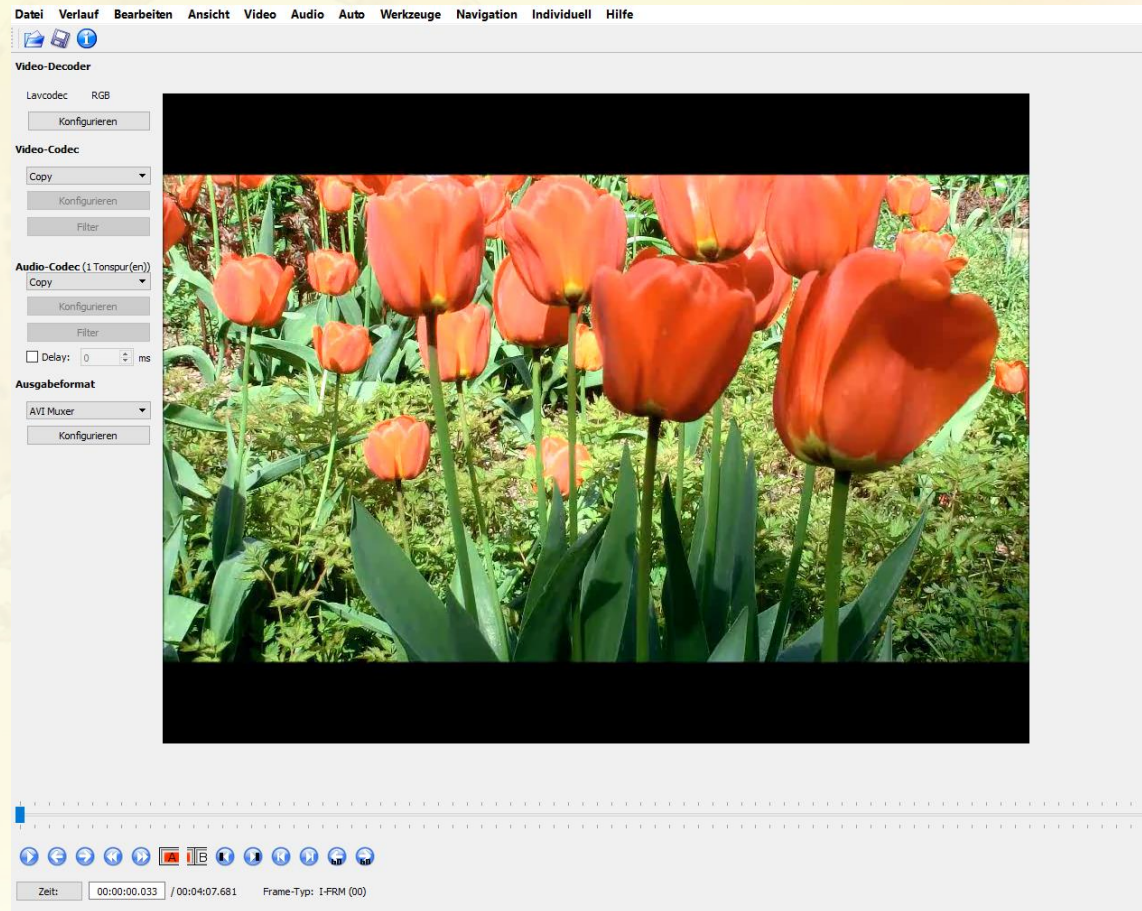 Datei Verlauf Bearbeiten Ansicht Video Audio Auto Werkzeuge Navigation Individuell Hilfe
Video-Decoder
Lavcodec RGB
Konfigurieren
Video-Codec
Copy
Konfigurieren
Filter
Audio-Codec (1 Tonspur(en))
Copy
Konfigurieren
Filter
Delay: 0 ms
Ausgabeformat
AVI Muxer
Konfigurieren
A B 60 60
Zeit: 00:00:00.033 / 00:04:07.681 Frame-Typ: I-FRM (00)